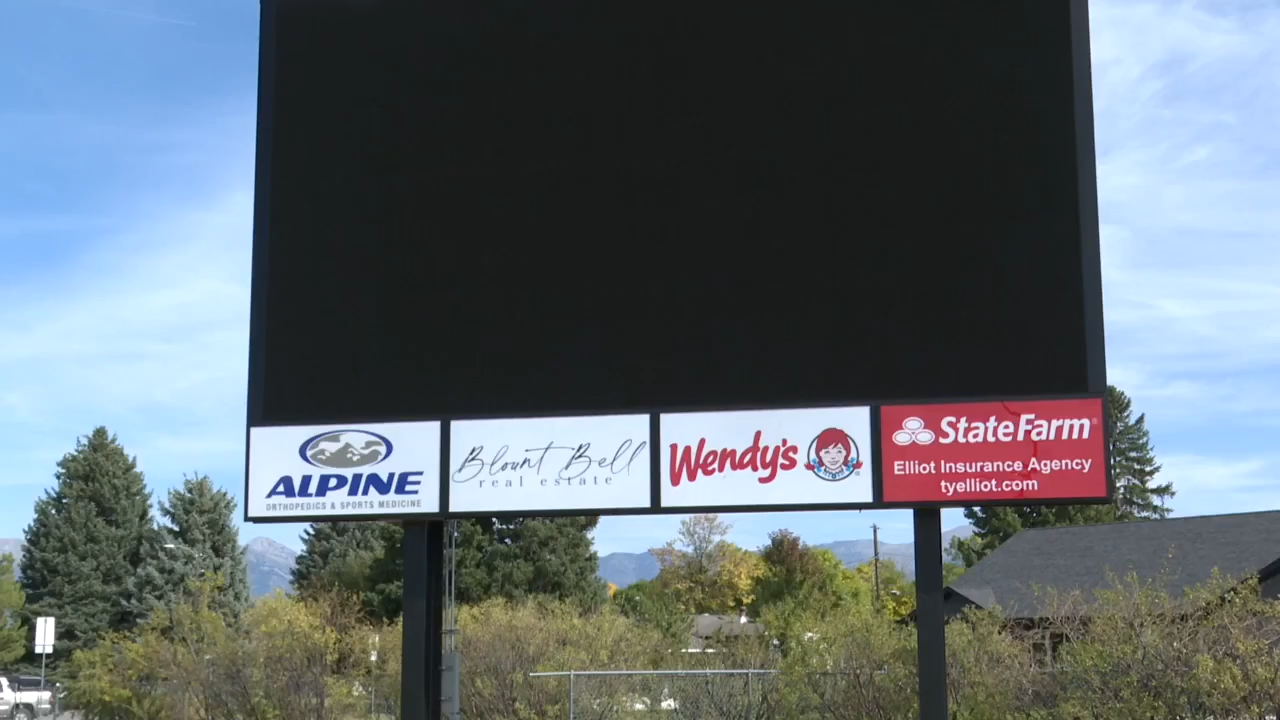 ALPINE
ORTHOPEDICS & SPORTS MEDICINE
Blount Bell
real estate
Wendy's
State Farm®
Elliot Insurance Agency
tyelliot.com